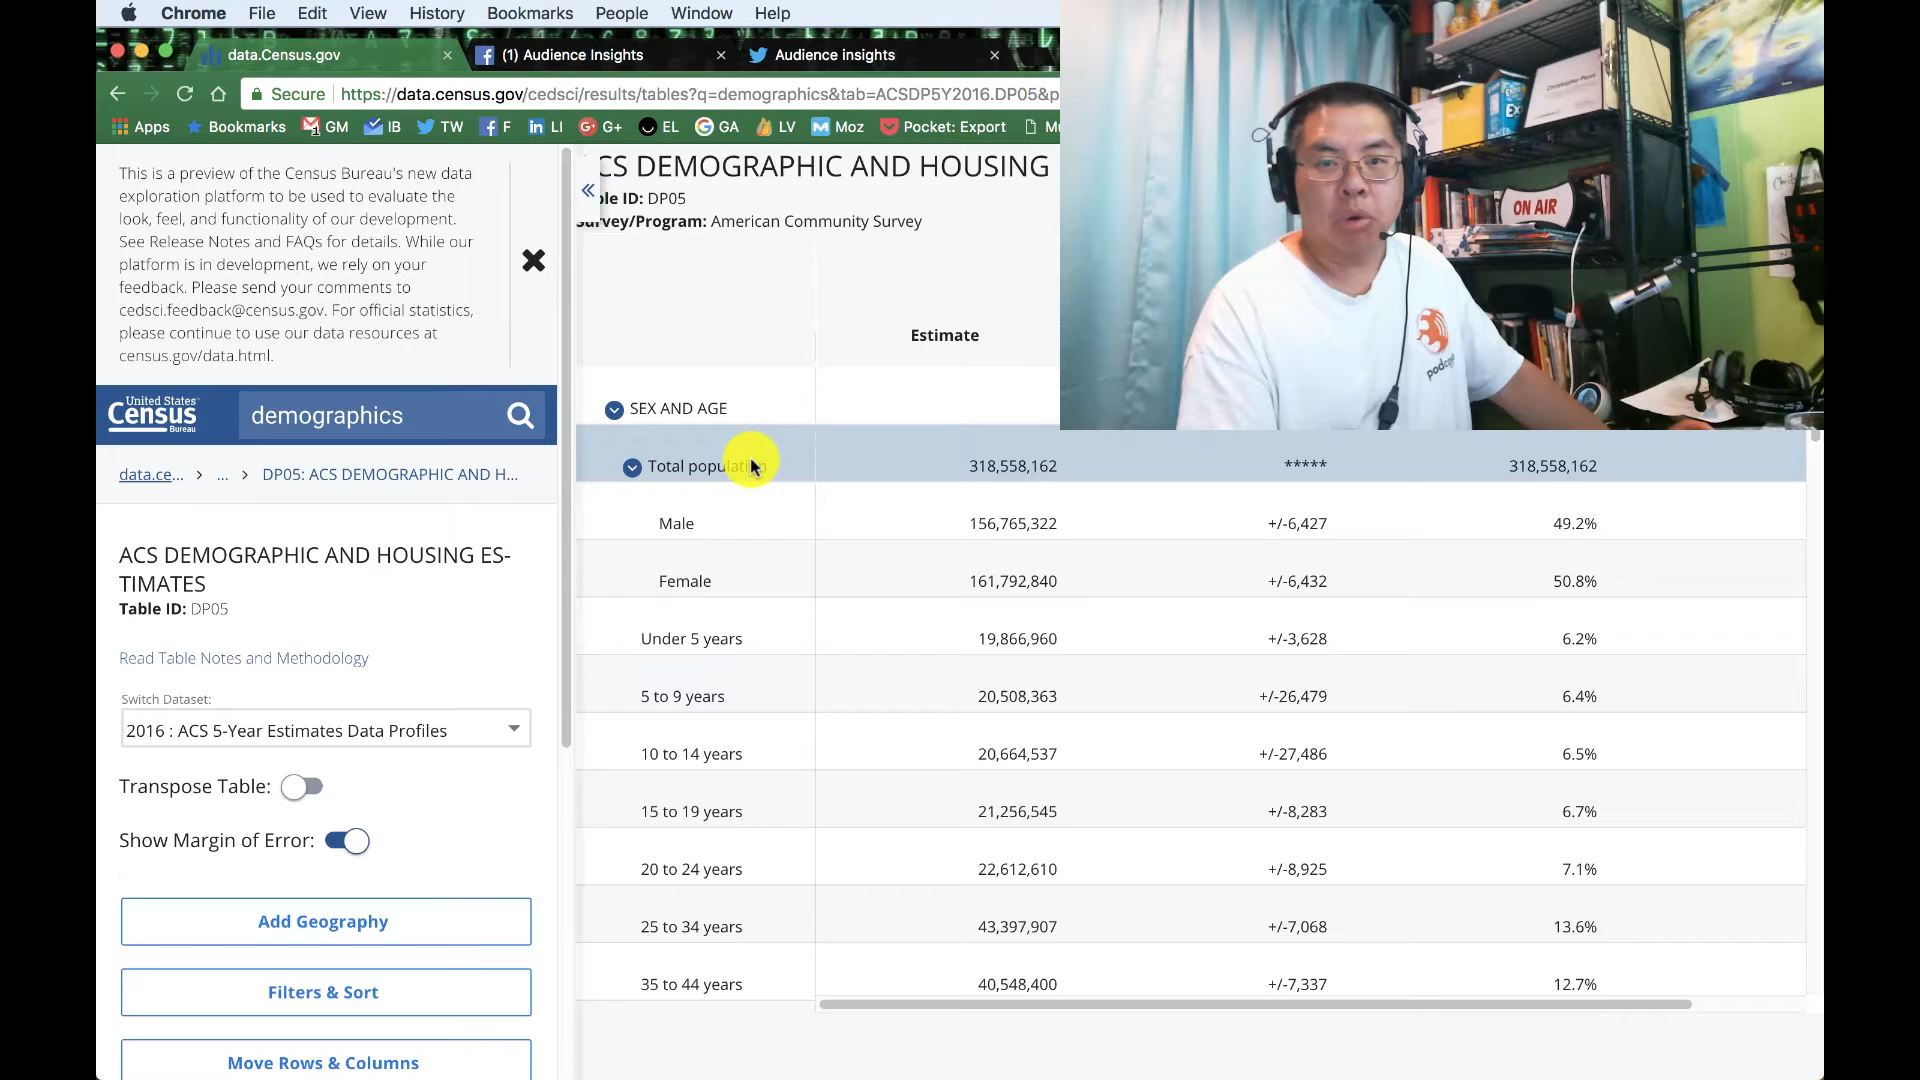 Chrome File Edit View History Bookmarks People Window Help
data.Census.gov
(1) Audience Insights
Audience insights
Secure https://data.census.gov/cedsci/results/tables?q=demographics&tab=ACSDP5Y2016.DP05&p
Apps Bookmarks GM IB TW F LI G+ EL GA LV Moz Pocket: Export
This is a preview of the Census Bureau's new data
exploration platform to be used to evaluate the
look, feel, and functionality of our development.
See Release Notes and FAQs for details. While our
platform is in development, we rely on your
feedback. Please send your comments to
cedsci.feedback@census.gov. For official statistics,
please continue to use our data resources at
census.gov/data.html.
United States
Census
Bureau
demographics
data.ce... > ... > DP05: ACS DEMOGRAPHIC AND H...
ACS DEMOGRAPHIC AND HOUSING ES-
TIMATES
Table ID: DP05
Read Table Notes and Methodology
Switch Dataset:
2016 : ACS 5-Year Estimates Data Profiles
Transpose Table:
Show Margin of Error:
Add Geography
Filters & Sort
Move Rows & Columns
CS DEMOGRAPHIC AND HOUSING
ble ID: DP05
Survey/Program: American Community Survey
Estimate
SEX AND AGE
Total population 318,558,162 ***** 318,558,162
Male 156,765,322 +/-6,427 49.2%
Female 161,792,840 +/-6,432 50.8%
Under 5 years 19,866,960 +/-3,628 6.2%
5 to 9 years 20,508,363 +/-26,479 6.4%
10 to 14 years 20,664,537 +/-27,486 6.5%
15 to 19 years 21,256,545 +/-8,283 6.7%
20 to 24 years 22,612,610 +/-8,925 7.1%
25 to 34 years 43,397,907 +/-7,068 13.6%
35 to 44 years 40,548,400 +/-7,337 12.7%
ON AIR